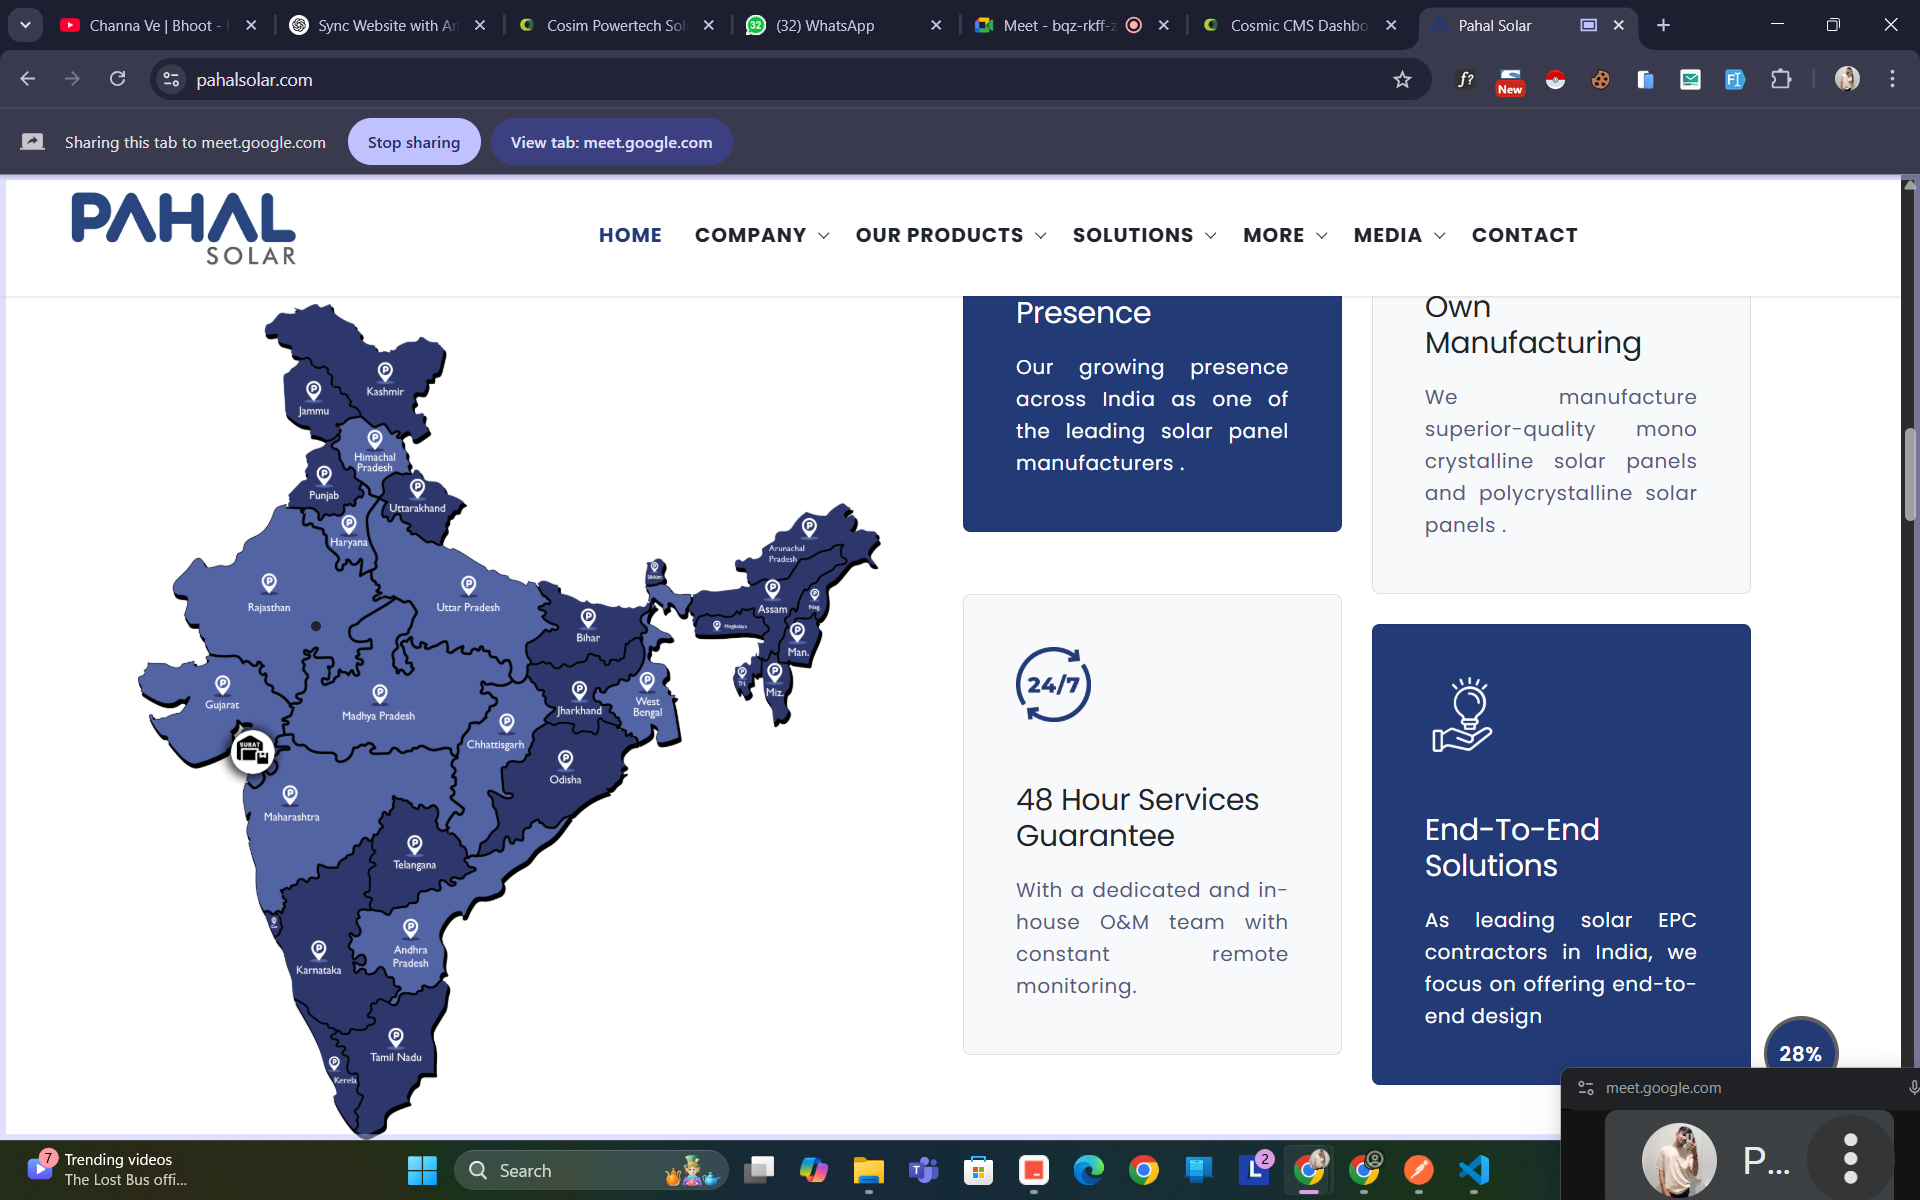 Channa Ve | Bhoot -
Sync Website with An
Cosim Powertech Sol
(32) WhatsApp
Meet - bqz-rkff-z
Cosmic CMS Dashbo
Pahal Solar
pahalsolar.com
New
Sharing this tab to meet.google.com
Stop sharing
View tab: meet.google.com
PAHAL
SOLAR
HOME
COMPANY
OUR PRODUCTS
SOLUTIONS
MORE
MEDIA
CONTACT
Kashmir
Jammu
Himachal
Pradesh
Punjab
Uttarakhand
Haryana
Rajasthan
Uttar Pradesh
Sikkim
Arunachal
Pradesh
Assam
Nag.
Meghalaya
Man.
Bihar
Miz.
Gujarat
Madhya Pradesh
Jharkhand
West
Bengal
Chhattisgarh
SURAT
Odisha
Maharashtra
Telangana
Andhra
Pradesh
Karnataka
Tamil Nadu
Kerela
Presence
Our growing presence
across India as one of
the leading solar panel
manufacturers .
Own
Manufacturing
We manufacture
superior-quality mono
crystalline solar panels
and polycrystalline solar
panels .
24/7
48 Hour Services
Guarantee
With a dedicated and in-
house O&M team with
constant remote
monitoring.
End-To-End
Solutions
As leading solar EPC
contractors in India, we
focus on offering end-to-
end design
28%
meet.google.com
P...
7
Trending videos
The Lost Bus offi...
Search
2